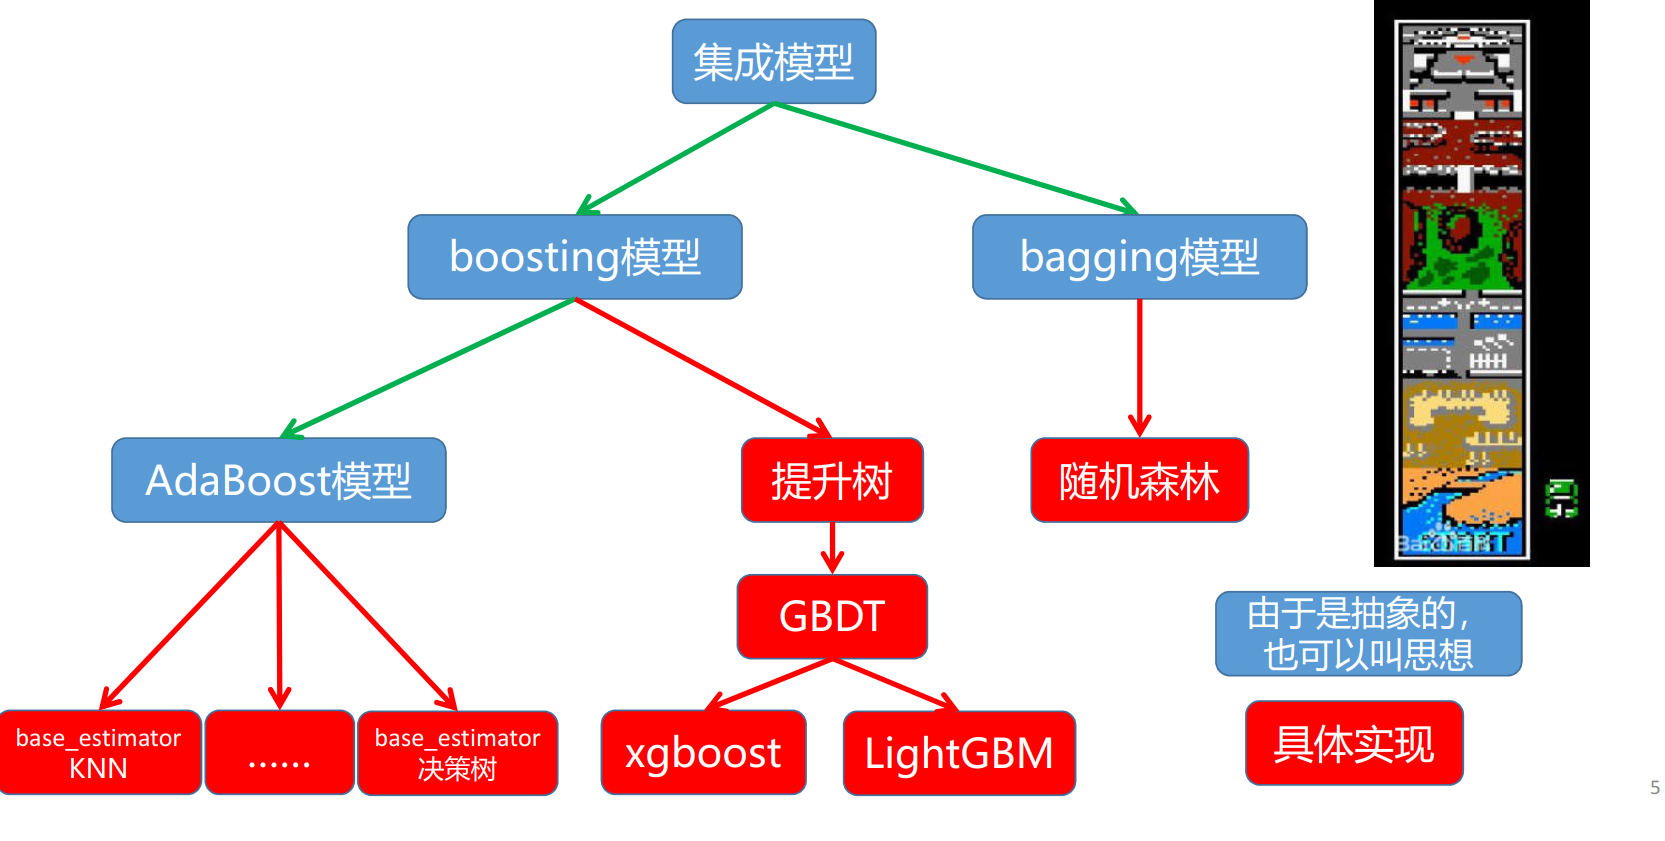 集成模型
boosting模型
bagging模型
AdaBoost模型
提升树
随机森林
GBDT
由于是抽象的，
也可以叫思想
base_estimator
KNN
......
base_estimator
决策树
xgboost
LightGBM
具体实现
5